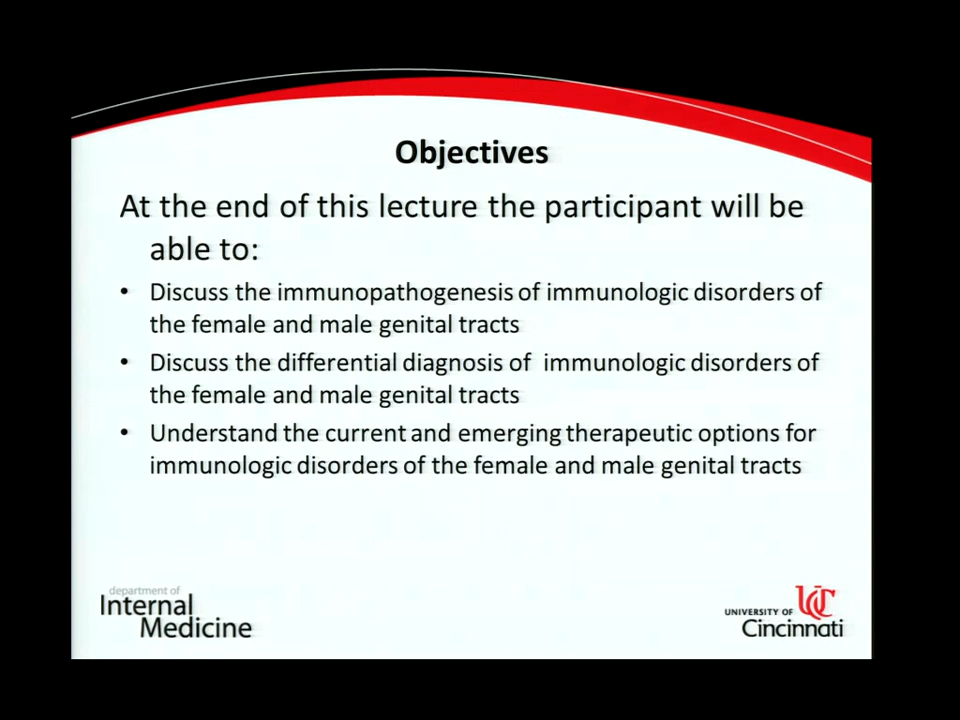 Objectives
At the end of this lecture the participant will be
able to:
• Discuss the immunopathogenesis of immunologic disorders of
the female and male genital tracts
• Discuss the differential diagnosis of immunologic disorders of
the female and male genital tracts
• Understand the current and emerging therapeutic options for
immunologic disorders of the female and male genital tracts
department of
Internal
Medicine
UC
UNIVERSITY OF
Cincinnati